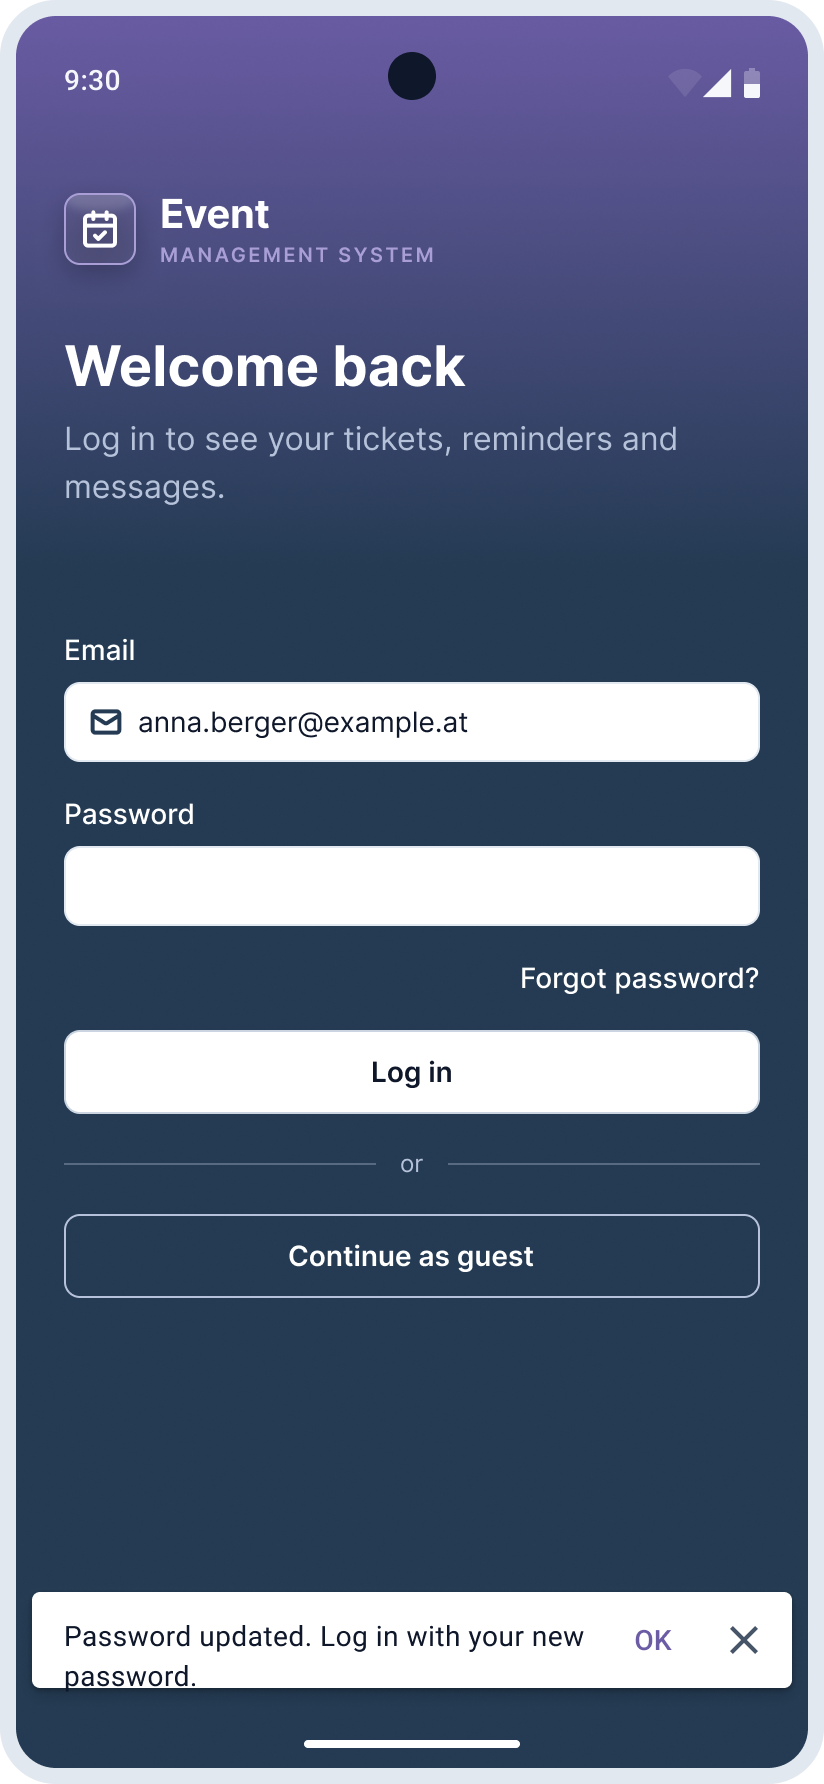 9:30
Event
MANAGEMENT SYSTEM
Welcome back
Log in to see your tickets, reminders and
messages.
Email
anna.berger@example.at
Password
Forgot password?
Log in
or
Continue as guest
Password updated. Log in with your new
password.
OK